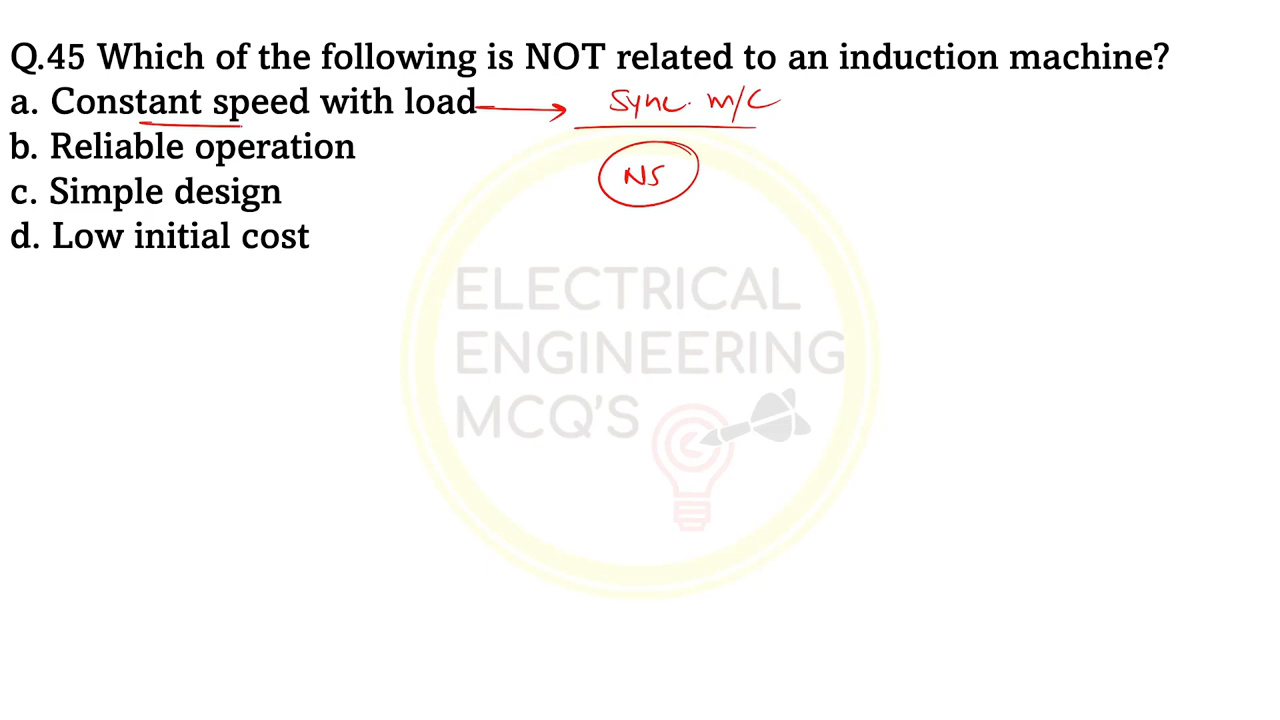 Q.45 Which of the following is NOT related to an induction machine?
a. Constant speed with load Sync. m/c
b. Reliable operation
NS
c. Simple design
d. Low initial cost
ELECTRICAL
ENGINEERING
MCQ'S